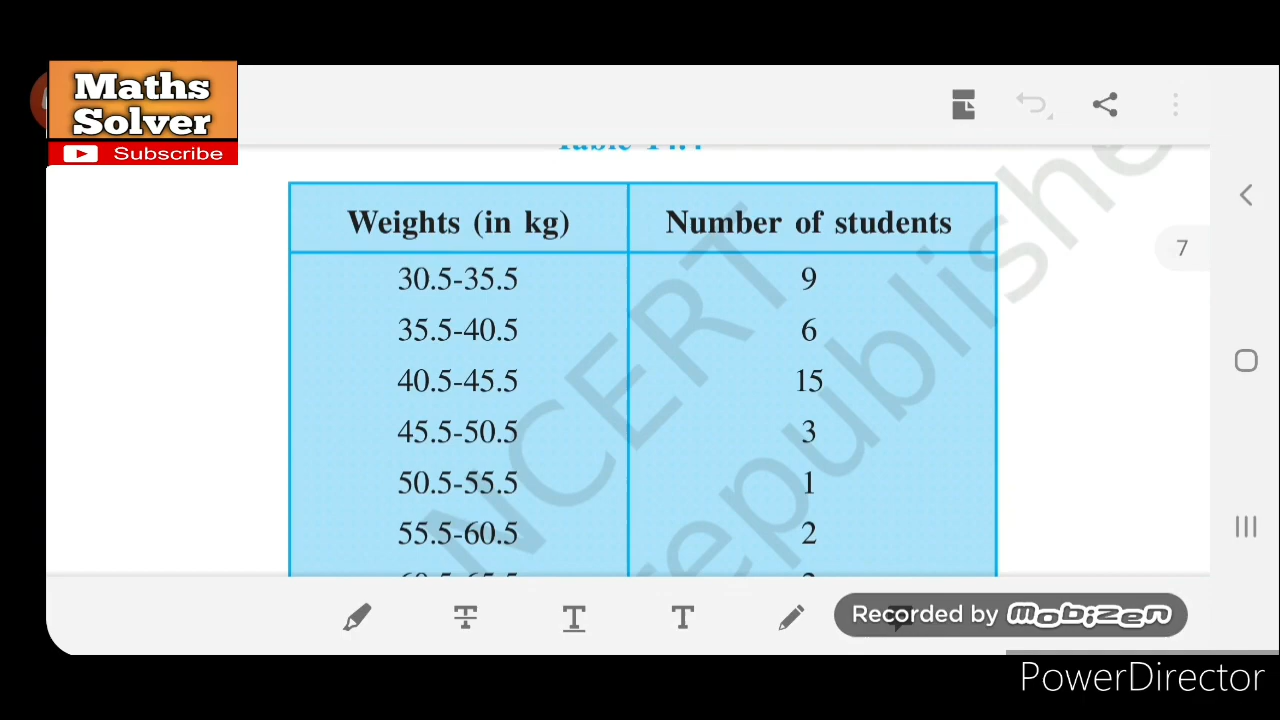 Maths
Solver
Subscribe
Weights (in kg) Number of students
30.5-35.5 9
35.5-40.5 6
40.5-45.5 15
45.5-50.5 3
50.5-55.5 1
55.5-60.5 2
7
NCERT
republishe
Recorded by mobizen
PowerDirector